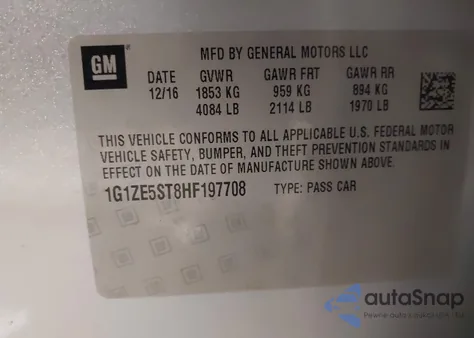 GM
MFD BY GENERAL MOTORS LLC
DATE GVWR GAWR FRT GAWR RR
12/16 1853 KG 959 KG 894 KG
4084 LB 2114 LB 1970 LB
THIS VEHICLE CONFORMS TO ALL APPLICABLE U.S. FEDERAL MOTOR
VEHICLE SAFETY, BUMPER, AND THEFT PREVENTION STANDARDS IN
EFFECT ON THE DATE OF MANUFACTURE SHOWN ABOVE.
1G1ZE5ST8HF197708 TYPE: PASS CAR
autoSnap